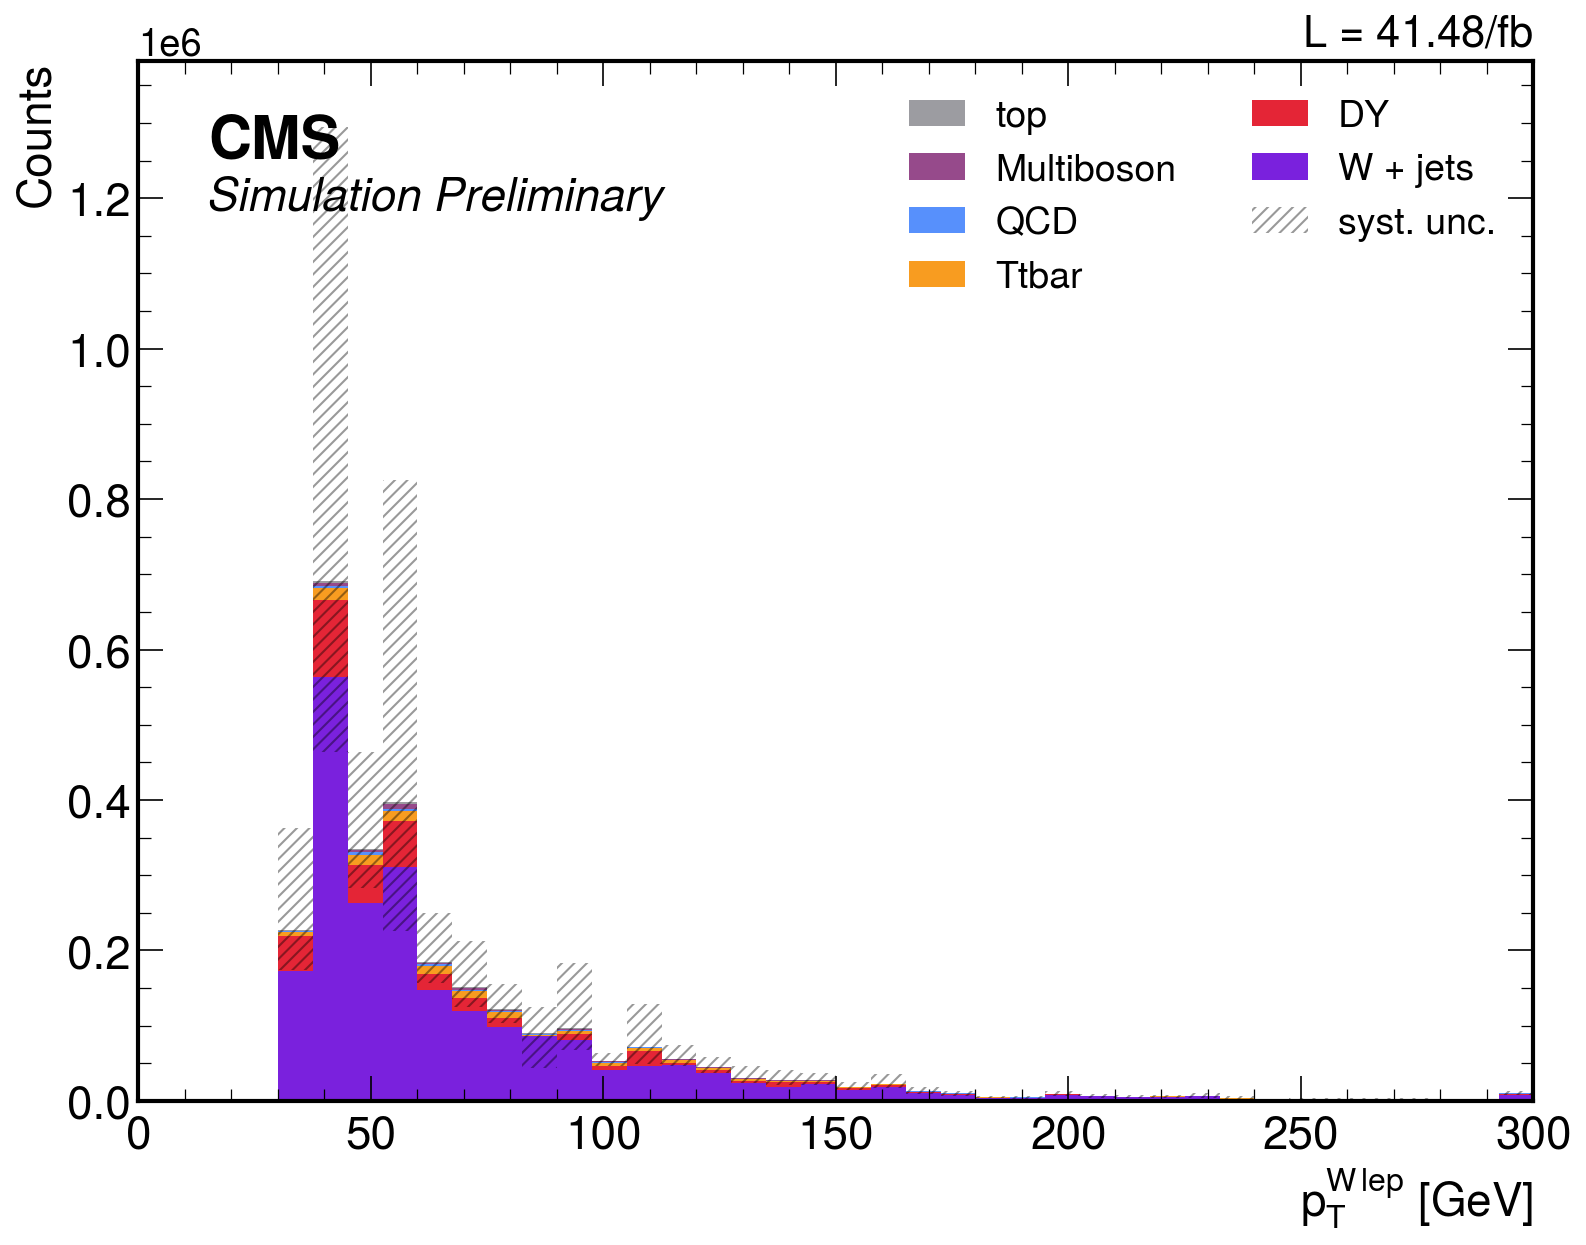 1e6
L = 41.48/fb
Counts
CMS
Simulation Preliminary
top
Multiboson
QCD
Ttbar
DY
W + jets
syst. unc.
1.2
1.0
0.8
0.6
0.4
0.2
0.0
0 50 100 150 200 250 300
p_T^{W lep} [GeV]